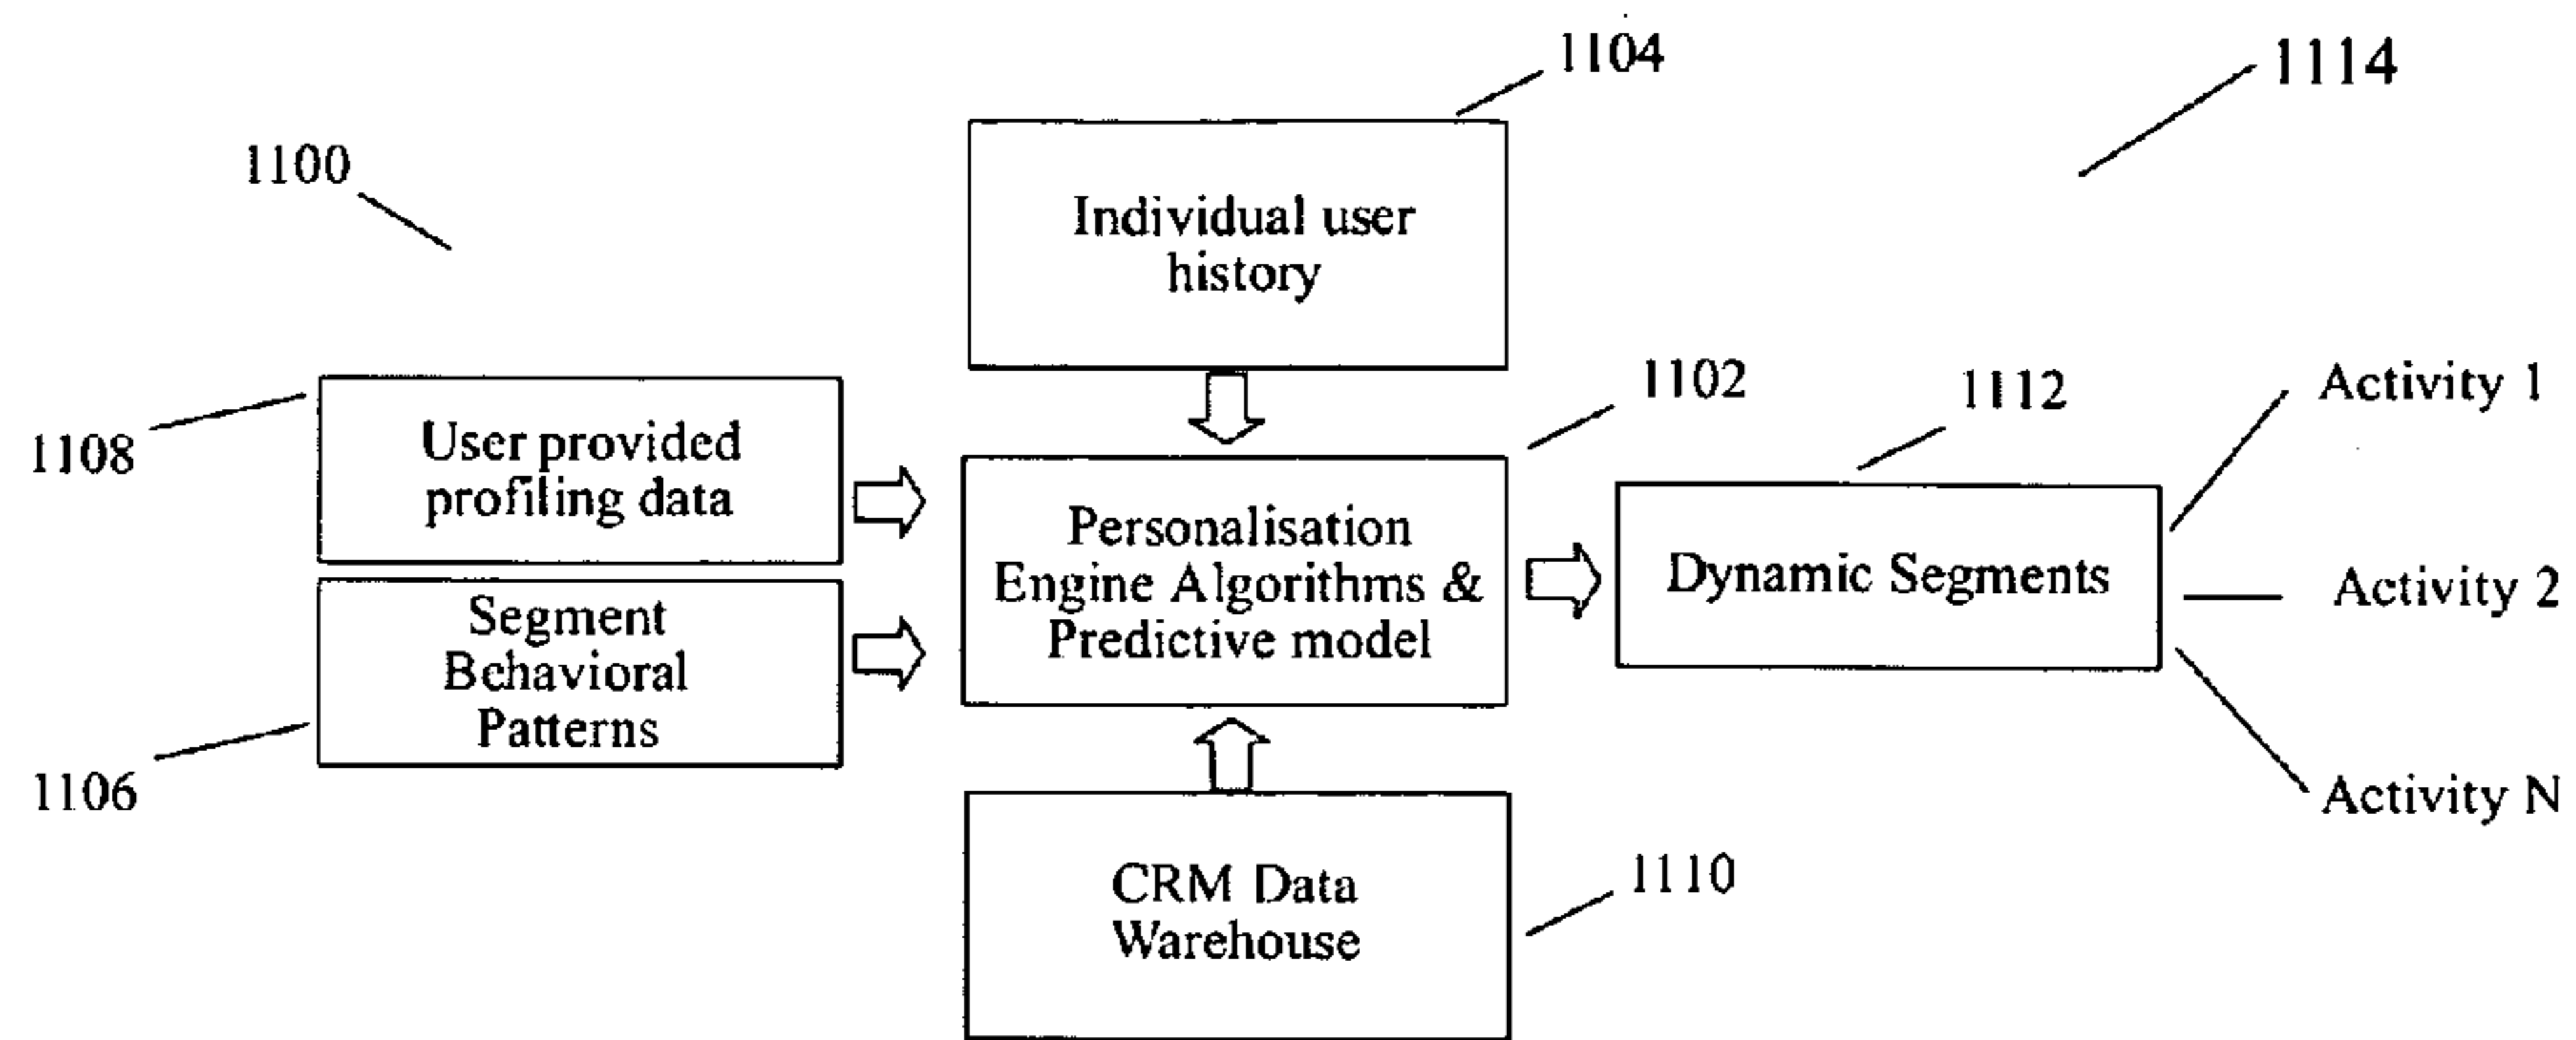 1104
1114
1100
Individual user
history
1108
User provided
profiling data
1102
1112
Activity 1
Personalisation
Engine Algorithms &
Predictive model
Dynamic Segments
Activity 2
Segment
Behavioral
Patterns
1106
Activity N
CRM Data
Warehouse
1110